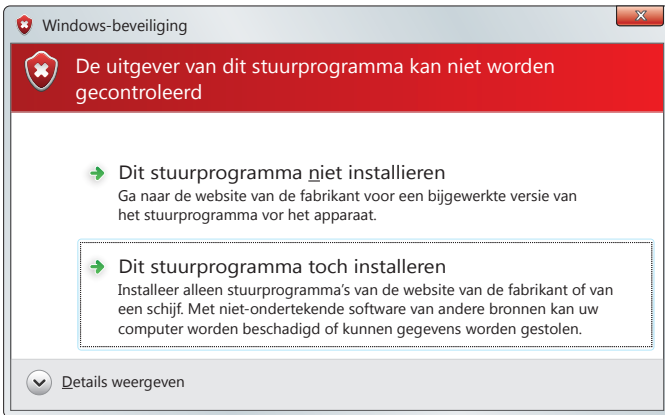 Windows-beveiliging
De uitgever van dit stuurprogramma kan niet worden
gecontroleerd
Dit stuurprogramma niet installieren
Ga naar de website van de fabrikant voor een bijgewerkte versie van
het stuurprogramma vor het apparaat.
Dit stuurprogramma toch installeren
Installeer alleen stuurprogramma’s van de website van de fabrikant of van
een schijf. Met niet-ondertekende software van andere bronnen kan uw
computer worden beschadigd of kunnen gegevens worden gestolen.
Details weergeven